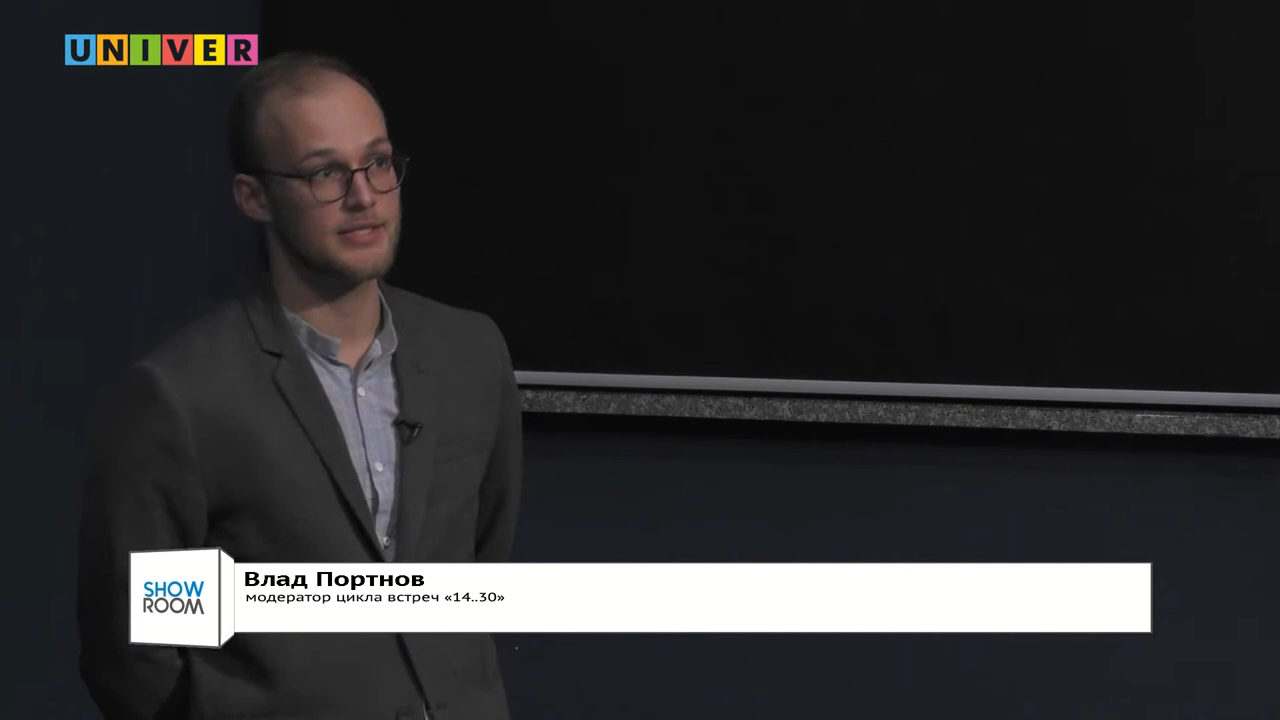 UNIVER
SHOW
ROOM
Влад Портнов
модератор цикла встреч «14..30»